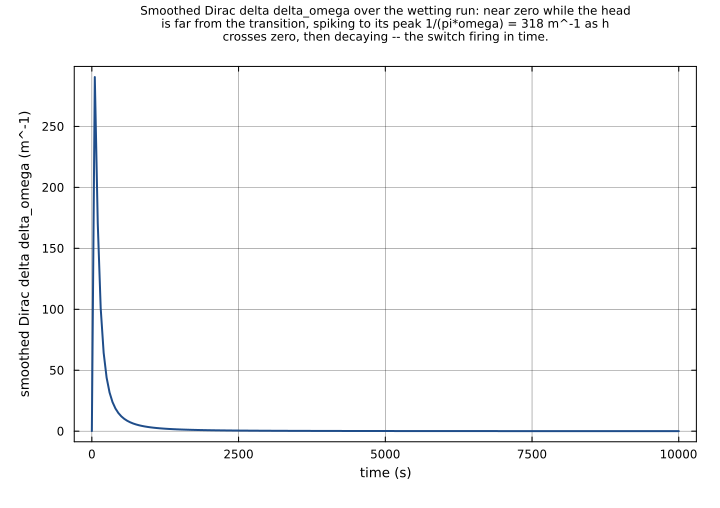 Smoothed Dirac delta delta_omega over the wetting run: near zero while the head
is far from the transition, spiking to its peak 1/(pi*omega) = 318 m^-1 as h
crosses zero, then decaying -- the switch firing in time.
smoothed Dirac delta delta_omega (m^-1)
250
200
150
100
50
0
0 2500 5000 7500 10000
time (s)